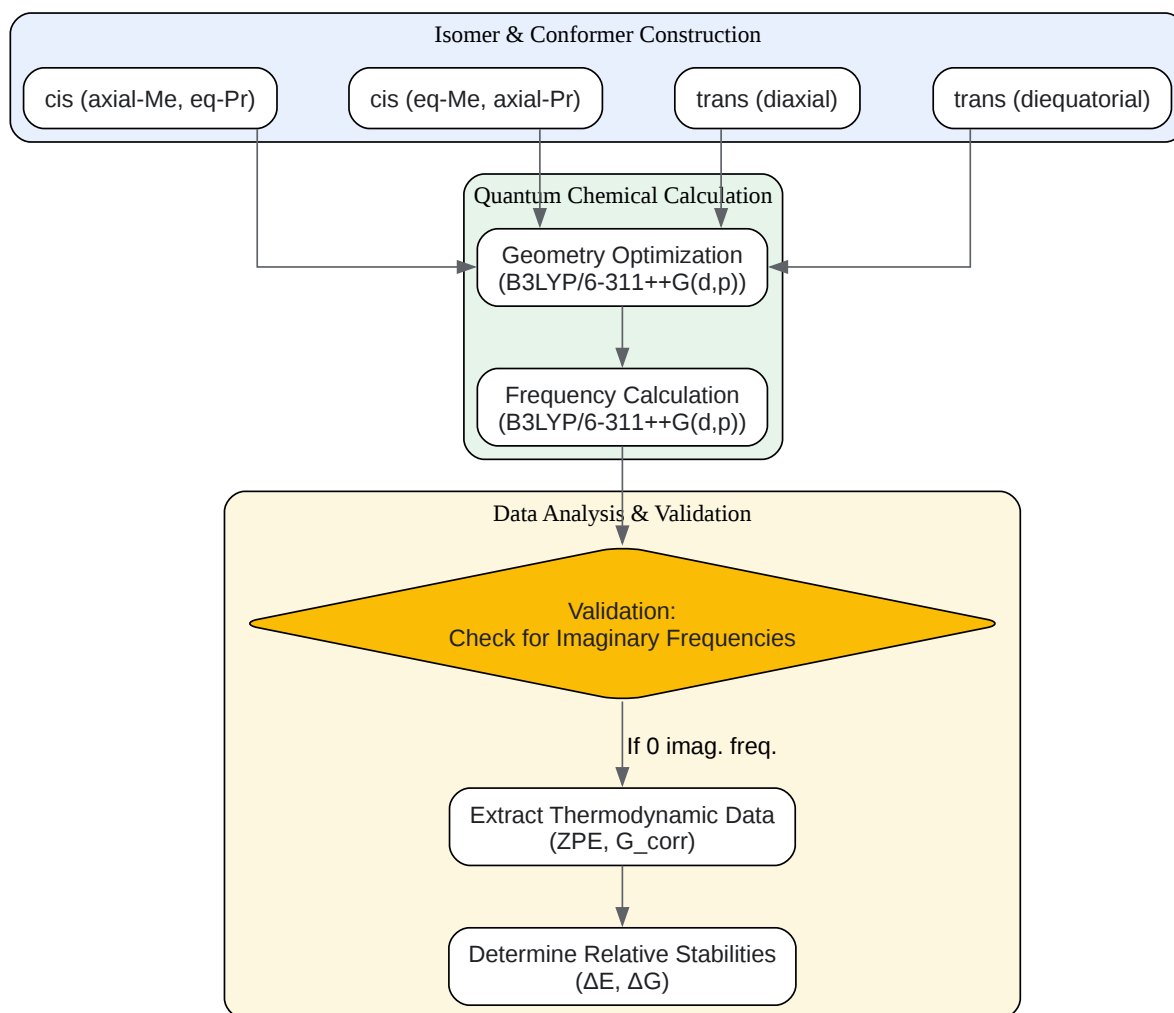 Isomer & Conformer Construction
cis (axial-Me, eq-Pr)
cis (eq-Me, axial-Pr)
trans (diaxial)
trans (diequatorial)
Quantum Chemical Calculation
Geometry Optimization
(B3LYP/6-311++G(d,p))
Frequency Calculation
(B3LYP/6-311++G(d,p))
Data Analysis & Validation
Validation:
Check for Imaginary Frequencies
If 0 imag. freq.
Extract Thermodynamic Data
(ZPE, G_corr)
Determine Relative Stabilities
(ΔE, ΔG)